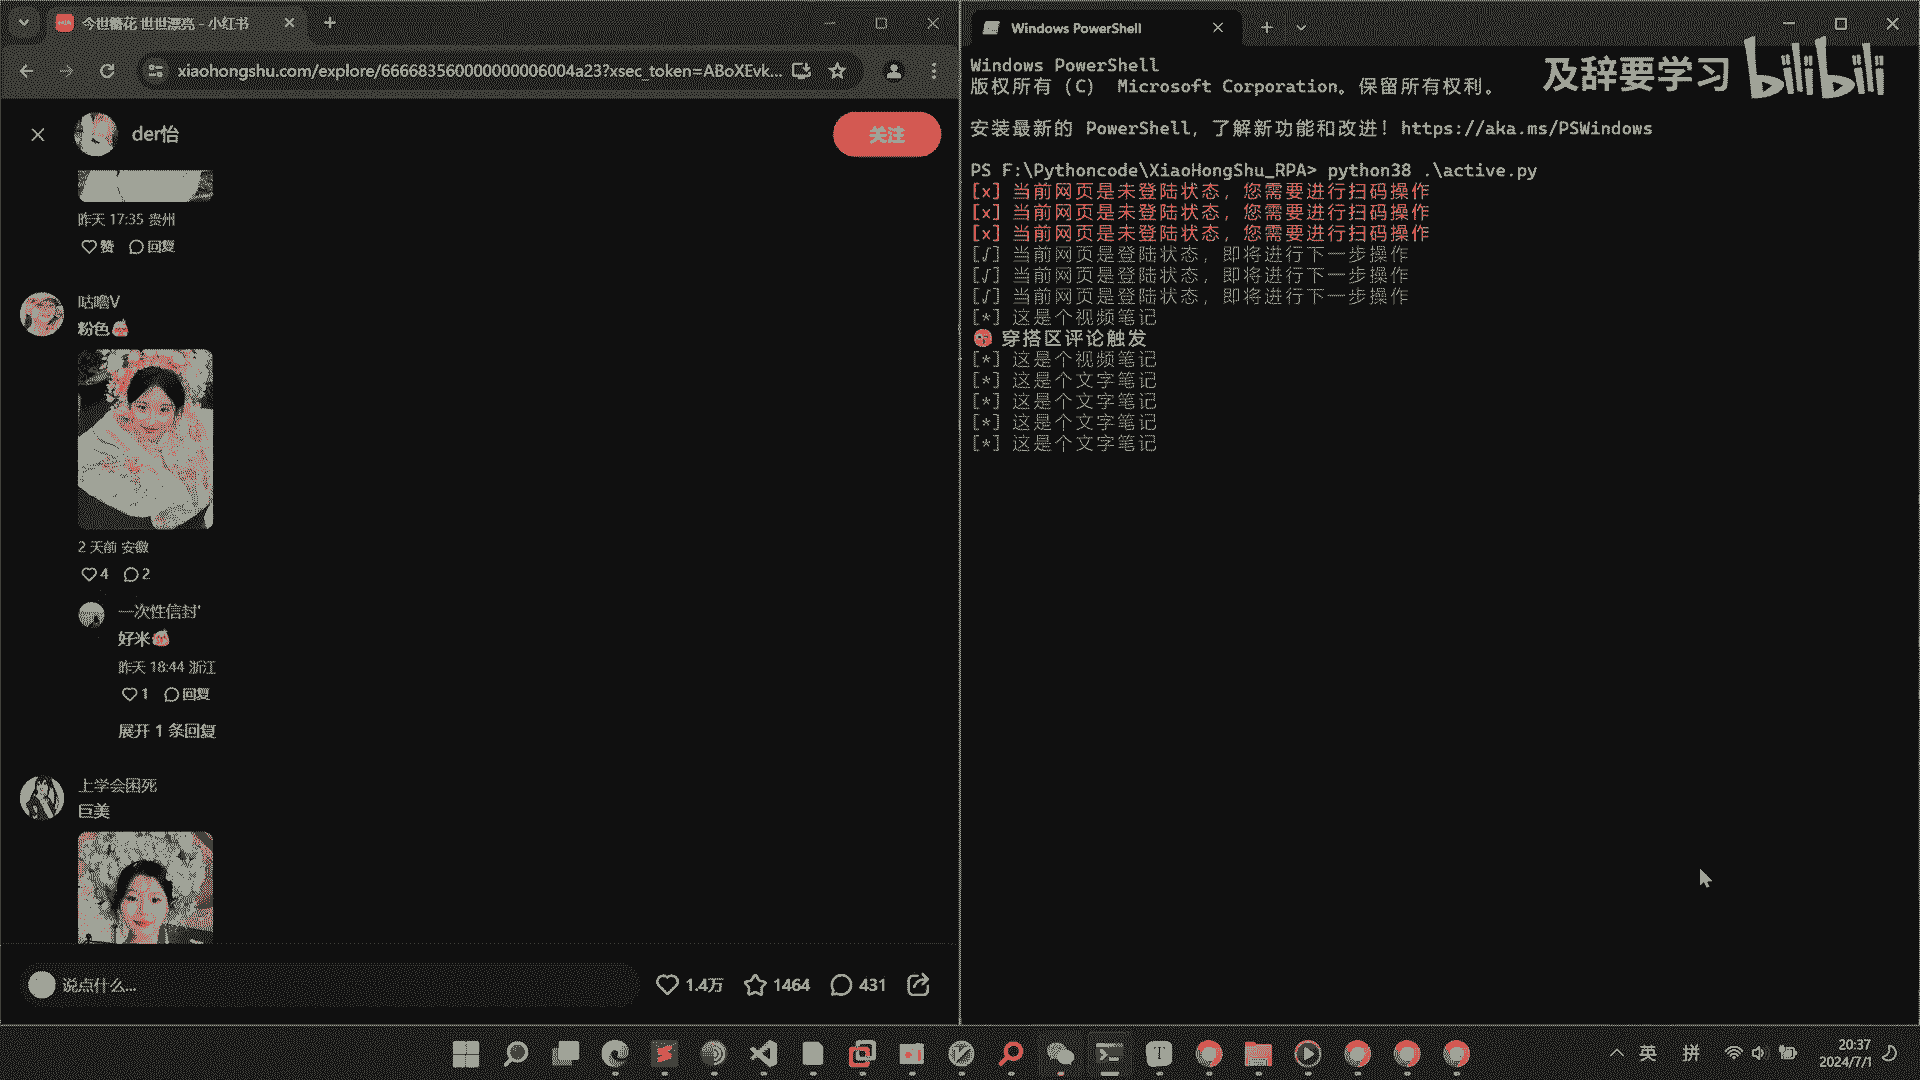 今世簪花 世世漂亮 - 小红书
xiaohongshu.com/explore/666683560000000006004a23?xsec_token=ABoXEvk...
der怡
关注
昨天 17:35 贵州
赞 回复
咕噜V
粉色
2 天前 安徽
4 2
一次性信封'
好米
昨天 18:44 浙江
1 回复
展开 1 条回复
上学会困死
巨美
说点什么...
1.4万 1464 431
Windows PowerShell
Windows PowerShell
版权所有 (C) Microsoft Corporation。保留所有权利。
安装最新的 PowerShell，了解新功能和改进！https://aka.ms/PSWindows
PS F:\Pythoncode\XiaoHongShu_RPA> python38 .\active.py
[x] 当前网页是未登陆状态，您需要进行扫码操作
[x] 当前网页是未登陆状态，您需要进行扫码操作
[x] 当前网页是未登陆状态，您需要进行扫码操作
[√] 当前网页是登陆状态，即将进行下一步操作
[√] 当前网页是登陆状态，即将进行下一步操作
[√] 当前网页是登陆状态，即将进行下一步操作
[*] 这是个视频笔记
穿搭区评论触发
[*] 这是个视频笔记
[*] 这是个文字笔记
[*] 这是个文字笔记
[*] 这是个文字笔记
[*] 这是个文字笔记
及辞要学习 bilibili
英 拼
20:37
2024/7/1